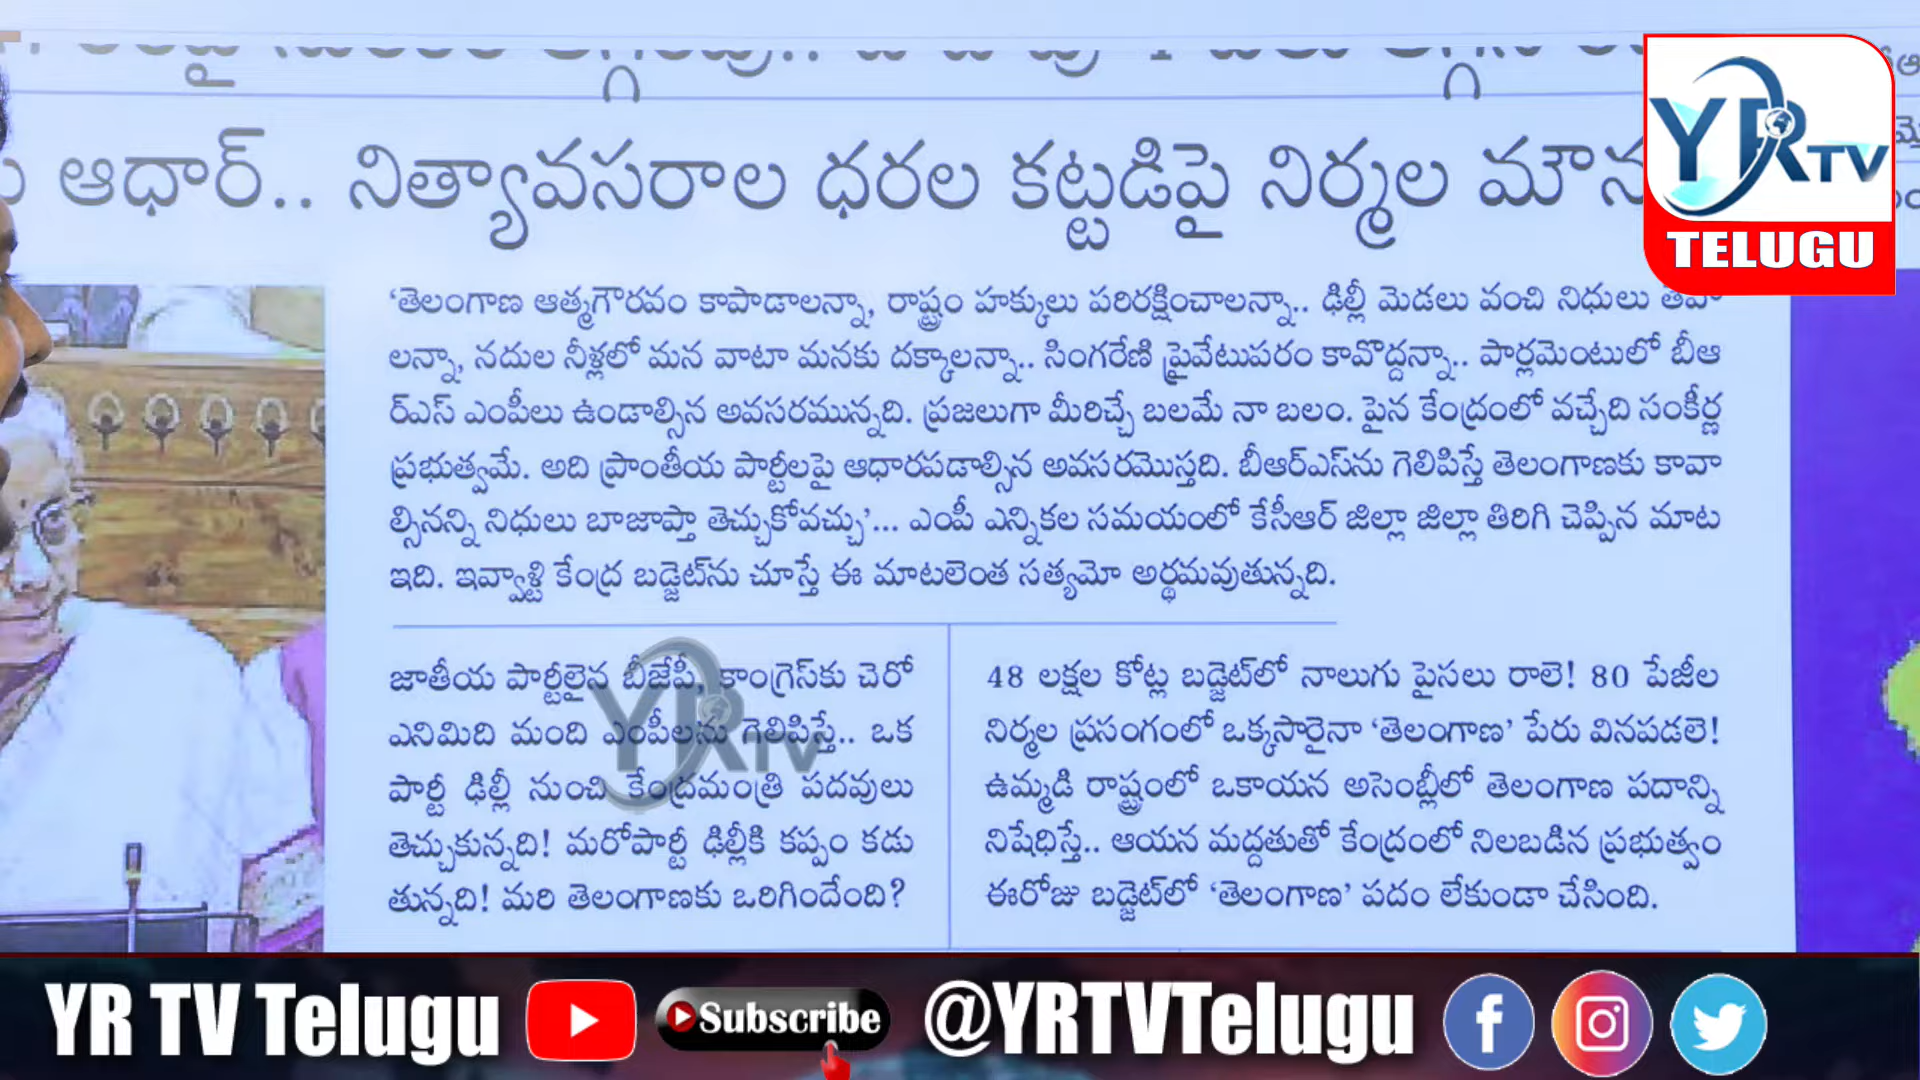 ఆధార్.. నిత్యావసరాల ధరల కట్టడిపై నిర్మల మౌన
YRTV
TELUGU
‘తెలంగాణ ఆత్మగౌరవం కాపాడాలన్నా, రాష్ట్రం హక్కులు పరిరక్షించాలన్నా.. ఢిల్లీ మెడలు వంచి నిధులు తేవా
లన్నా, నదుల నీళ్లలో మన వాటా మనకు దక్కాలన్నా.. సింగరేణి ప్రైవేటుపరం కావొద్దన్నా.. పార్లమెంటులో బీఆ
ర్ఎస్ ఎంపీలు ఉండాల్సిన అవసరమున్నది. ప్రజలుగా మీరిచ్చే బలమే నా బలం. పైన కేంద్రంలో వచ్చేది సంకీర్ణ
ప్రభుత్వమే. అది ప్రాంతీయ పార్టీలపై ఆధారపడాల్సిన అవసరమొస్తది. బీఆర్ఎస్‌ను గెలిపిస్తే తెలంగాణకు కావా
ల్సినన్ని నిధులు బాజాప్తా తెచ్చుకోవచ్చు’... ఎంపీ ఎన్నికల సమయంలో కేసీఆర్ జిల్లా జిల్లా తిరిగి చెప్పిన మాట
ఇది. ఇవ్వాళ్టి కేంద్ర బడ్జెట్‌ను చూస్తే ఈ మాటలెంత సత్యమో అర్థమవుతున్నది.
జాతీయ పార్టీలైన బీజేపీ, కాంగ్రెస్‌కు చెరో
ఎనిమిది మంది ఎంపీలను గెలిపిస్తే.. ఒక
పార్టీ ఢిల్లీ నుంచి కేంద్రమంత్రి పదవులు
తెచ్చుకున్నది! మరోపార్టీ ఢిల్లీకి కప్పం కడు
తున్నది! మరి తెలంగాణకు ఒరిగిందేంది?
YRTV
48 లక్షల కోట్ల బడ్జెట్‌లో నాలుగు పైసలు రాలె! 80 పేజీల
నిర్మల ప్రసంగంలో ఒక్కసారైనా ‘తెలంగాణ’ పేరు వినపడలె!
ఉమ్మడి రాష్ట్రంలో ఒకాయన అసెంబ్లీలో తెలంగాణ పదాన్ని
నిషేధిస్తే.. ఆయన మద్దతుతో కేంద్రంలో నిలబడిన ప్రభుత్వం
ఈరోజు బడ్జెట్‌లో ‘తెలంగాణ’ పదం లేకుండా చేసింది.
YR TV Telugu
Subscribe
@YRTVTelugu